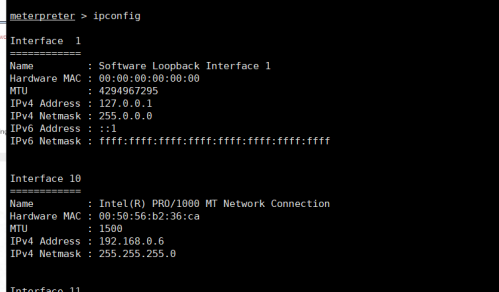 meterpreter > ipconfig
Interface  1
============
Name         : Software Loopback Interface 1
Hardware MAC : 00:00:00:00:00:00
MTU          : 4294967295
IPv4 Address : 127.0.0.1
IPv4 Netmask : 255.0.0.0
IPv6 Address : ::1
IPv6 Netmask : ffff:ffff:ffff:ffff:ffff:ffff:ffff:ffff
Interface 10
============
Name         : Intel(R) PRO/1000 MT Network Connection
Hardware MAC : 00:50:56:b2:36:ca
MTU          : 1500
IPv4 Address : 192.168.0.6
IPv4 Netmask : 255.255.255.0
Interface 11